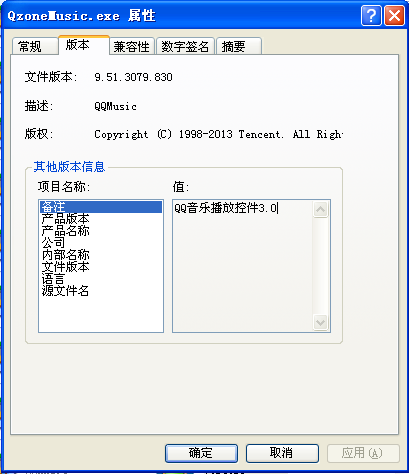 QzoneMusic.exe 属性
常规 版本 兼容性 数字签名 摘要
文件版本: 9.51.3079.830
描述: QQMusic
版权: Copyright (C) 1998-2013 Tencent. All Righ
其他版本信息
项目名称: 值:
备注 QQ音乐播放控件3.0
产品版本
产品名称
公司
内部名称
文件版本
语言
源文件名
确定 取消 应用(A)